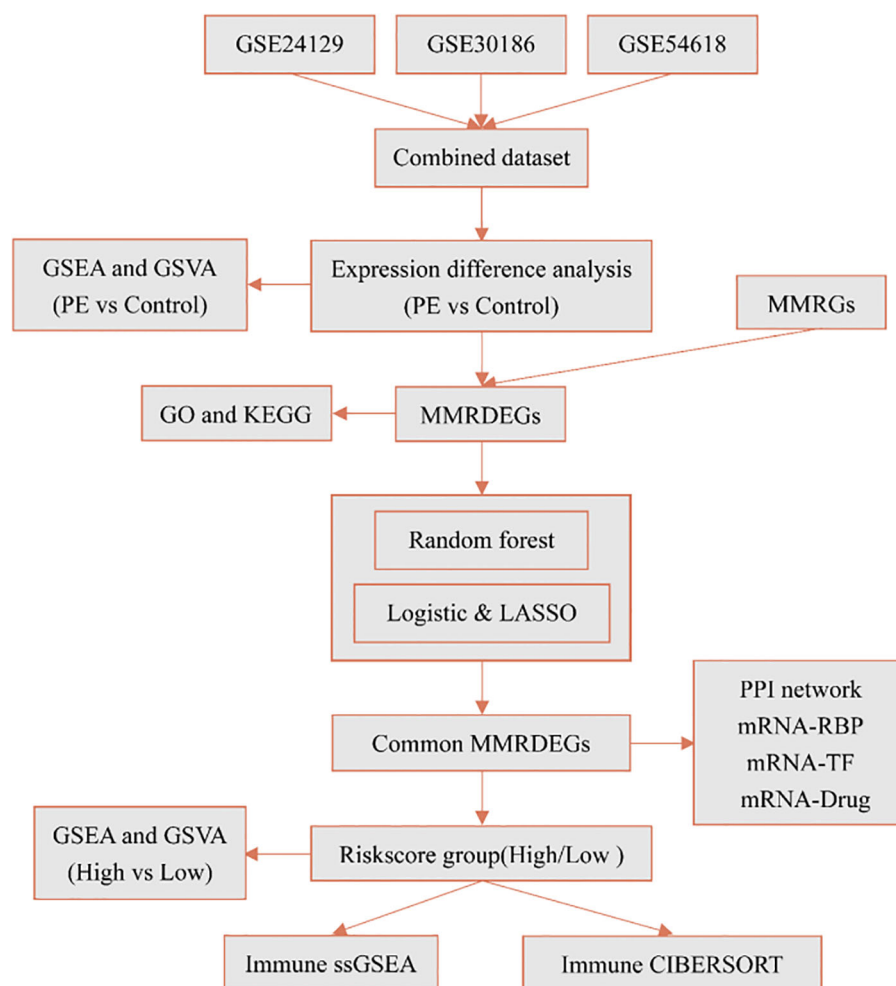 GSE24129
GSE30186
GSE54618
Combined dataset
GSEA and GSVA
(PE vs Control)
Expression difference analysis
(PE vs Control)
MMRGs
GO and KEGG
MMRDEGs
Random forest
Logistic & LASSO
PPI network
mRNA-RBP
mRNA-TF
mRNA-Drug
Common MMRDEGs
GSEA and GSVA
(High vs Low)
Riskscore group(High/Low )
Immune ssGSEA
Immune CIBERSORT